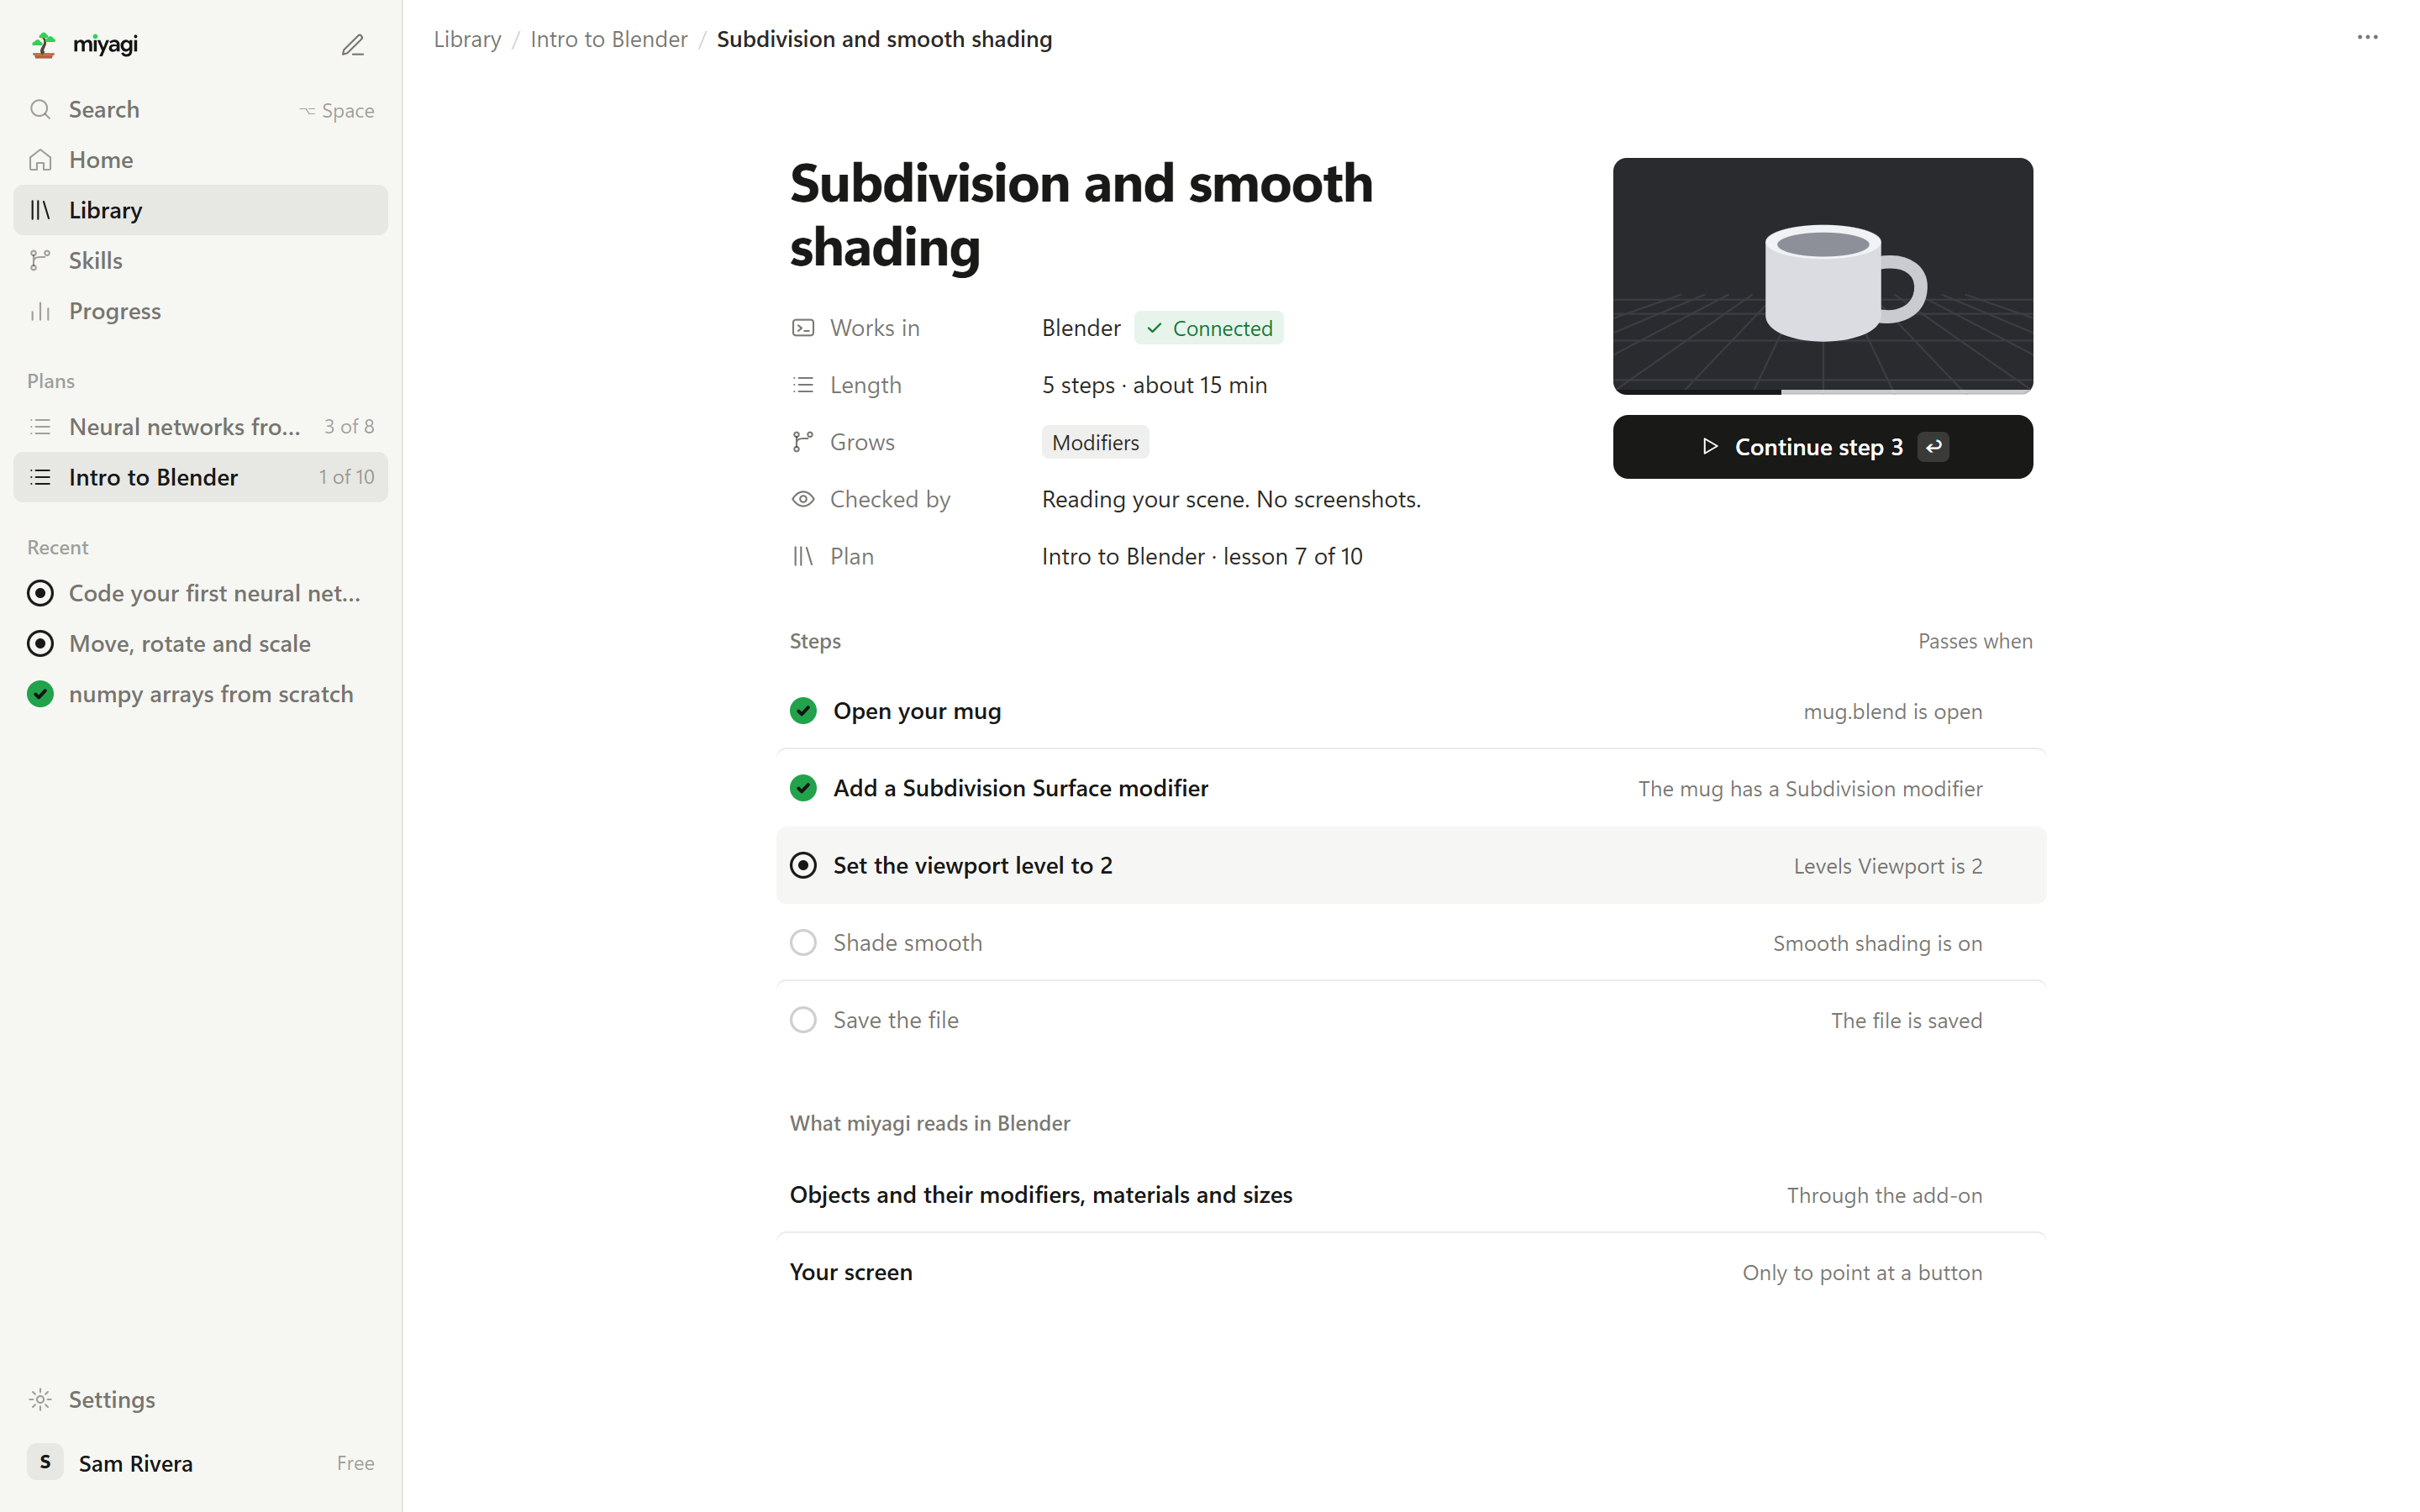 miyagi
Search ⌥ Space
Home
Library
Skills
Progress
Plans
Neural networks fro... 3 of 8
Intro to Blender 1 of 10
Recent
Code your first neural net...
Move, rotate and scale
numpy arrays from scratch
Settings
S Sam Rivera Free
Library / Intro to Blender / Subdivision and smooth shading
Subdivision and smooth
shading
Works in Blender Connected
Length 5 steps · about 15 min
Grows Modifiers
Checked by Reading your scene. No screenshots.
Plan Intro to Blender · lesson 7 of 10
Continue step 3
Steps Passes when
Open your mug mug.blend is open
Add a Subdivision Surface modifier The mug has a Subdivision modifier
Set the viewport level to 2 Levels Viewport is 2
Shade smooth Smooth shading is on
Save the file The file is saved
What miyagi reads in Blender
Objects and their modifiers, materials and sizes Through the add-on
Your screen Only to point at a button